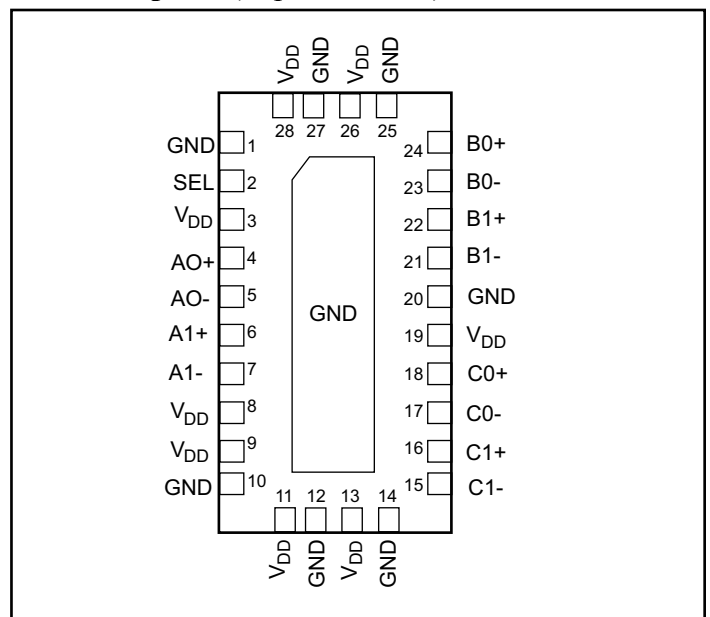 VDD GND VDD GND
28 27 26 25
GND 1
SEL 2
VDD 3
AO+ 4
AO- 5
A1+ 6
A1- 7
VDD 8
VDD 9
GND 10
GND
24 B0+
23 B0-
22 B1+
21 B1-
20 GND
19 VDD
18 C0+
17 C0-
16 C1+
15 C1-
11 12 13 14
VDD GND VDD GND